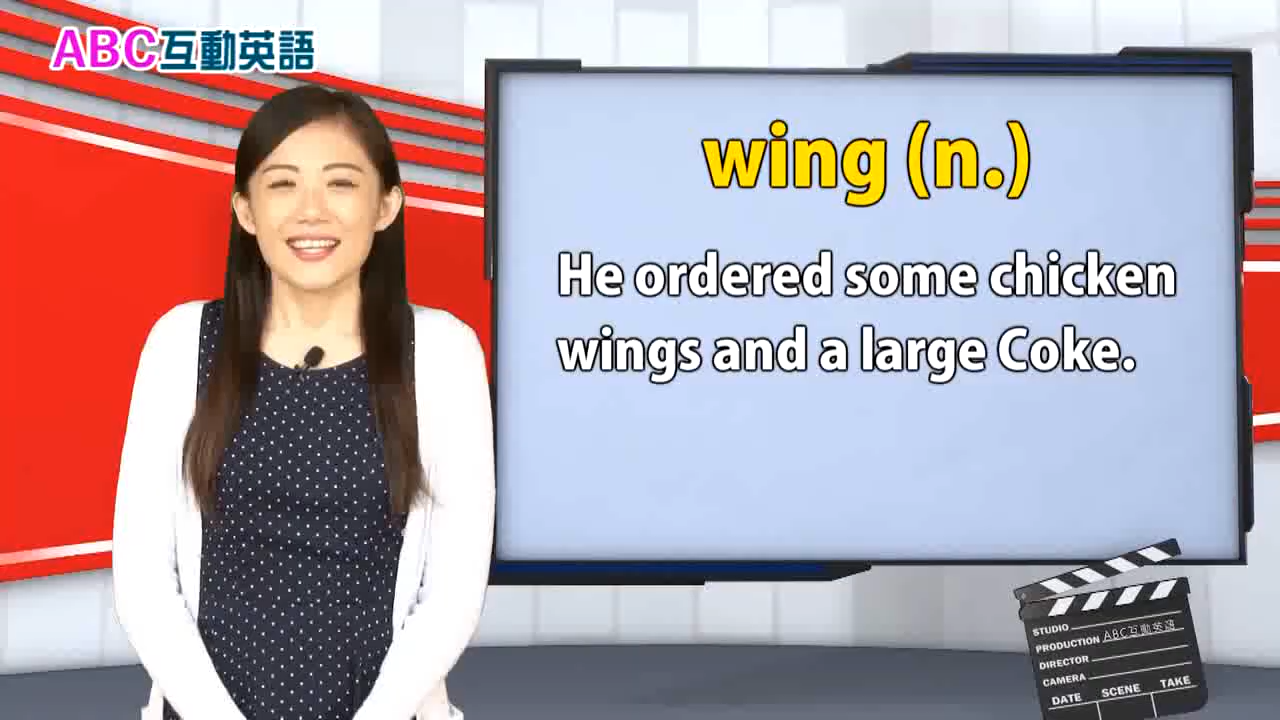 ABC互動英語
wing (n.)
He ordered some chicken
wings and a large Coke.
STUDIO
PRODUCTION ABC互動英語
DIRECTOR
CAMERA
DATE SCENE TAKE